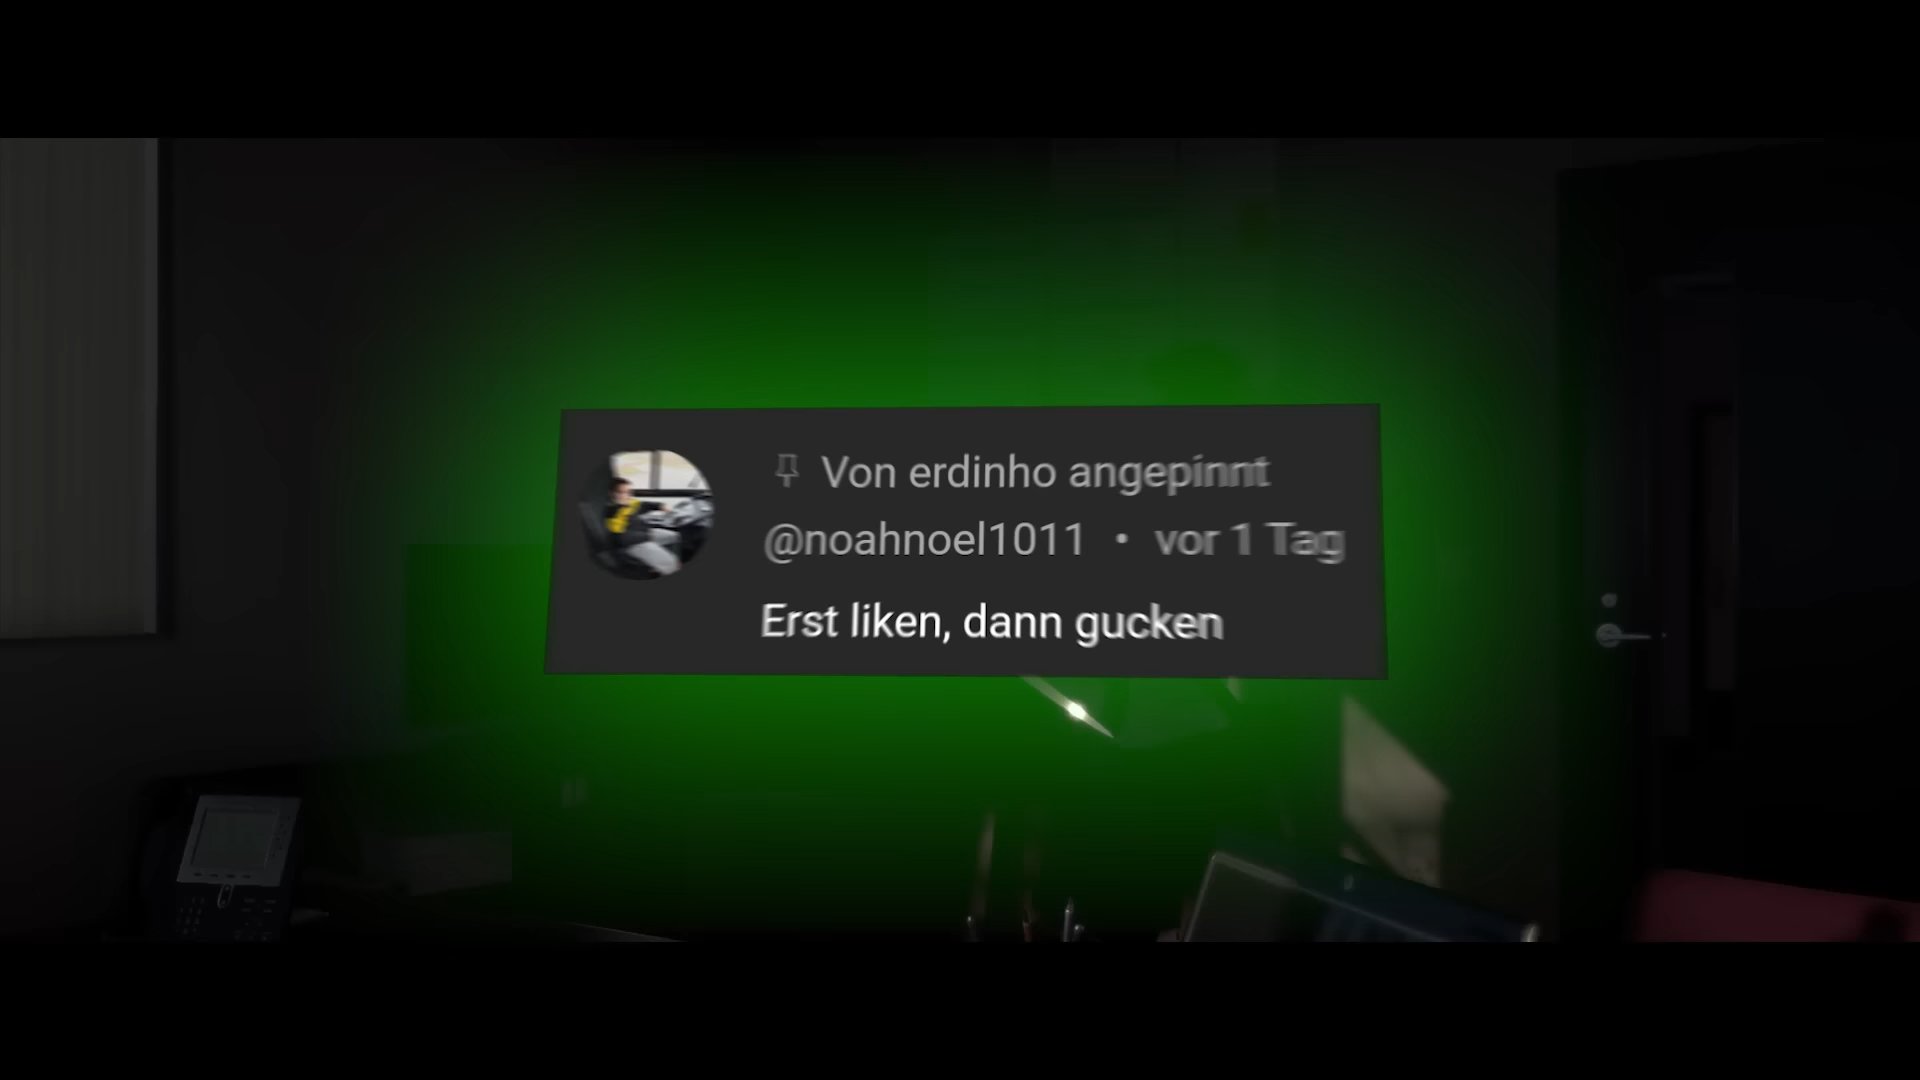 Von erdinho angepinnt
@noahnoel1011 • vor 1 Tag
Erst liken, dann gucken